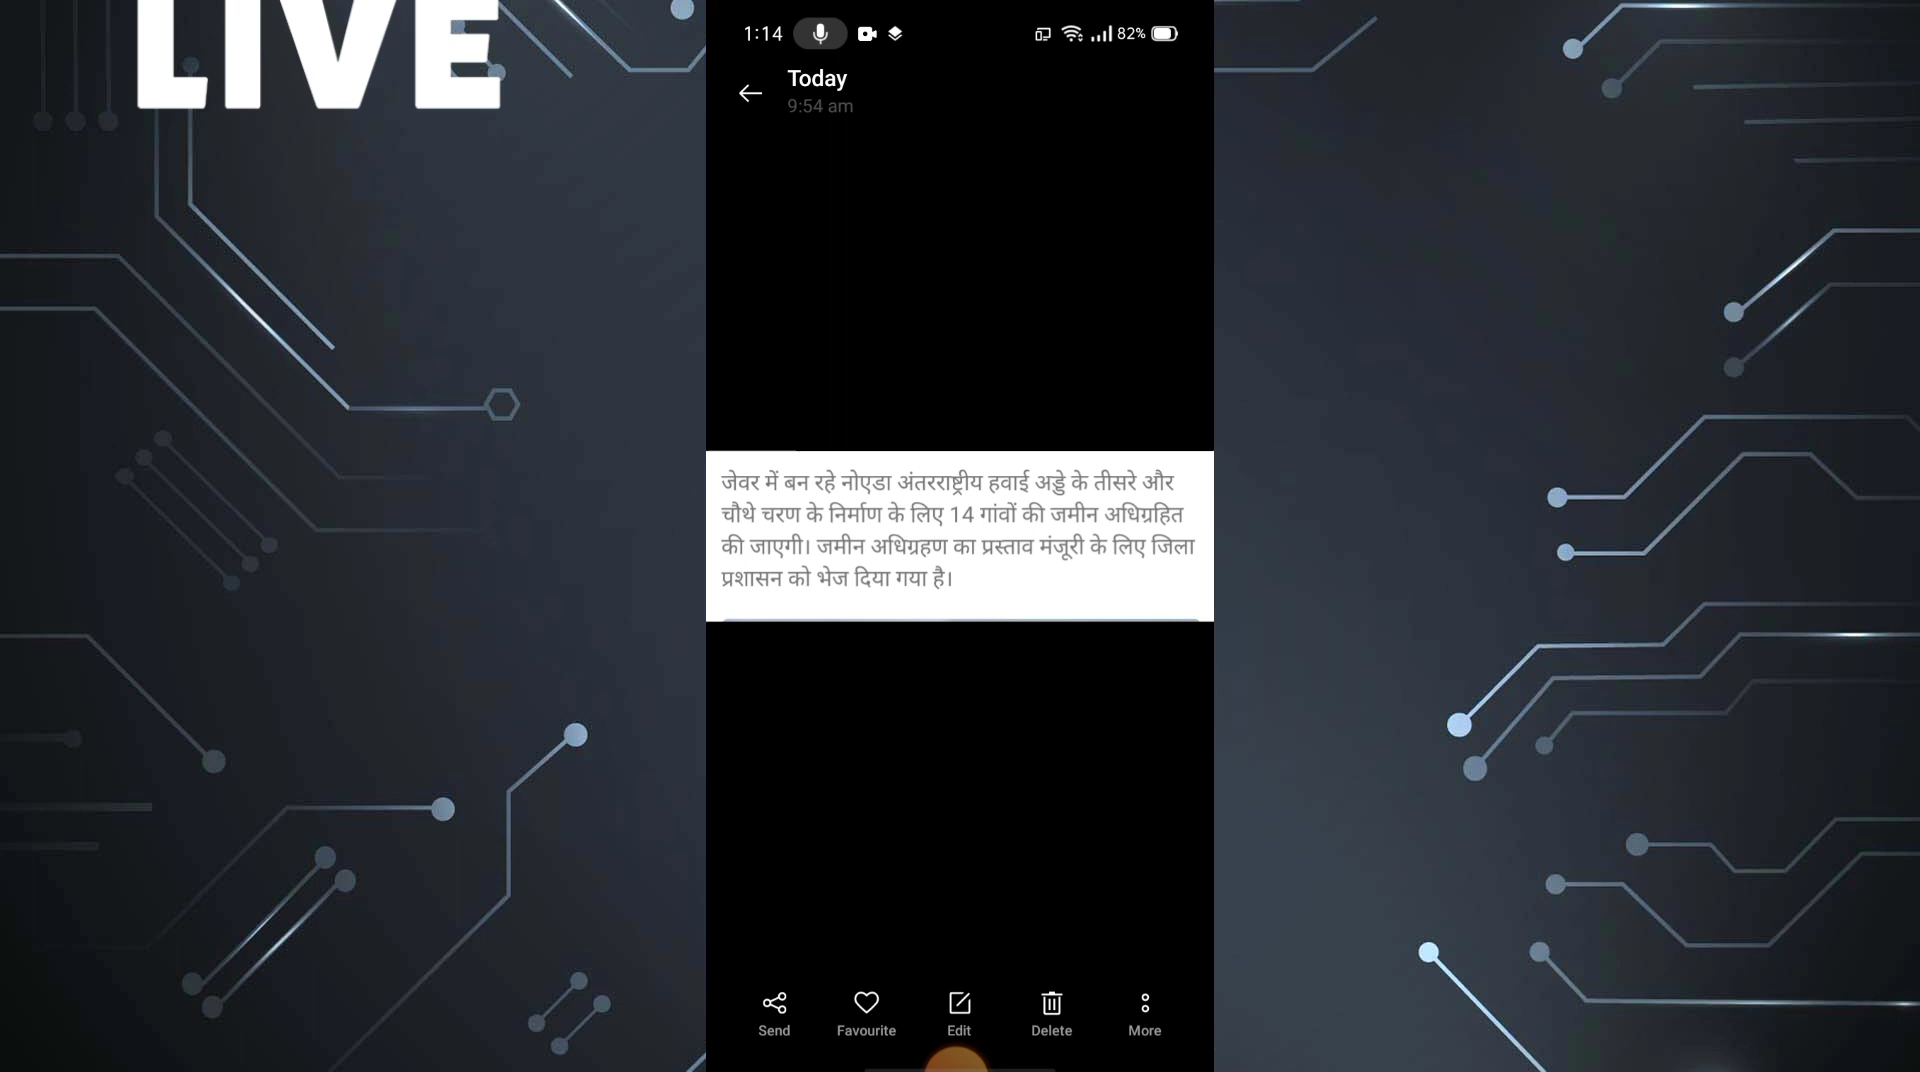 LIVE
1:14
82%
Today
9:54 am
जेवर में बन रहे नोएडा अंतरराष्ट्रीय हवाई अड्डे के तीसरे और
चौथे चरण के निर्माण के लिए 14 गांवों की जमीन अधिग्रहित
की जाएगी। जमीन अधिग्रहण का प्रस्ताव मंजूरी के लिए जिला
प्रशासन को भेज दिया गया है।
Send Favourite Edit Delete More